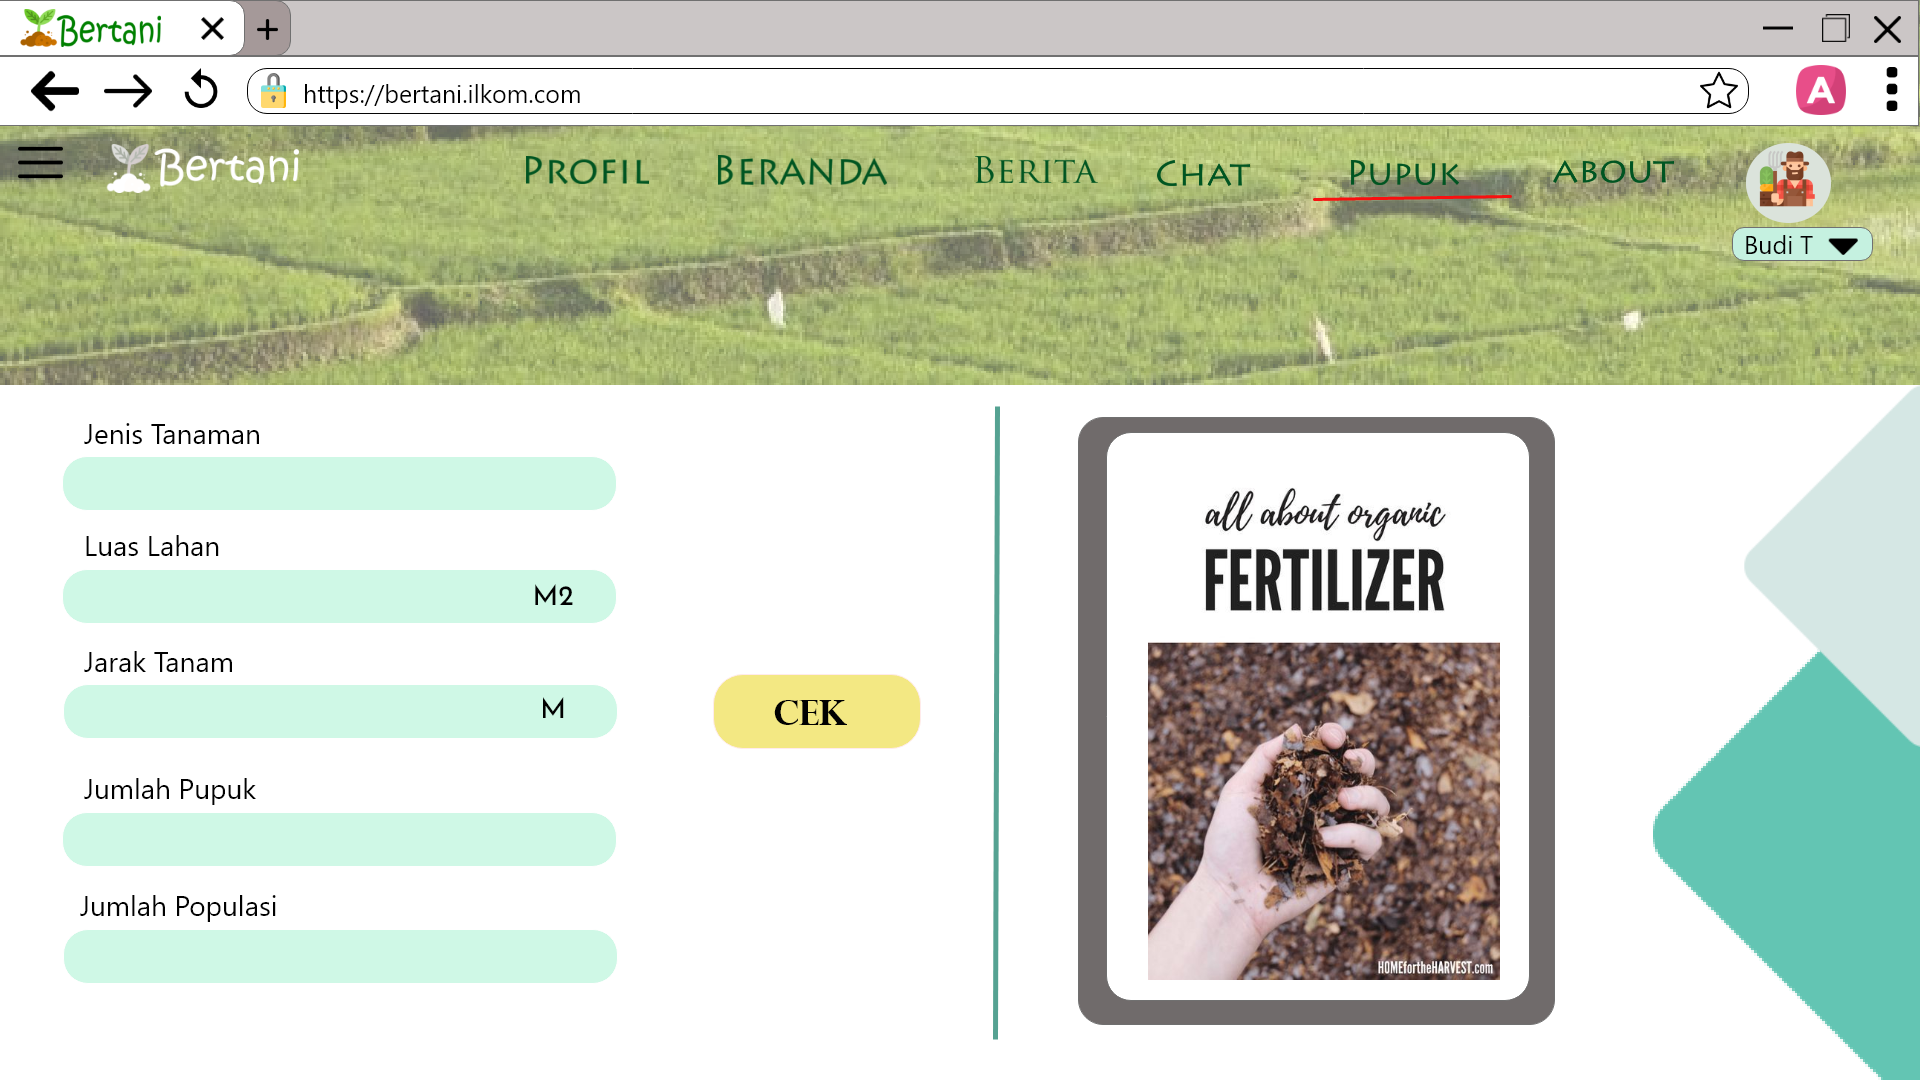 Bertani
https://bertani.ilkom.com
A
Bertani
PROFIL
BERANDA
BERITA
CHAT
PUPUK
ABOUT
Budi T
Jenis Tanaman
Luas Lahan
M2
Jarak Tanam
M
CEK
Jumlah Pupuk
Jumlah Populasi
all about organic
FERTILIZER
HOMEfortheHARVEST.com